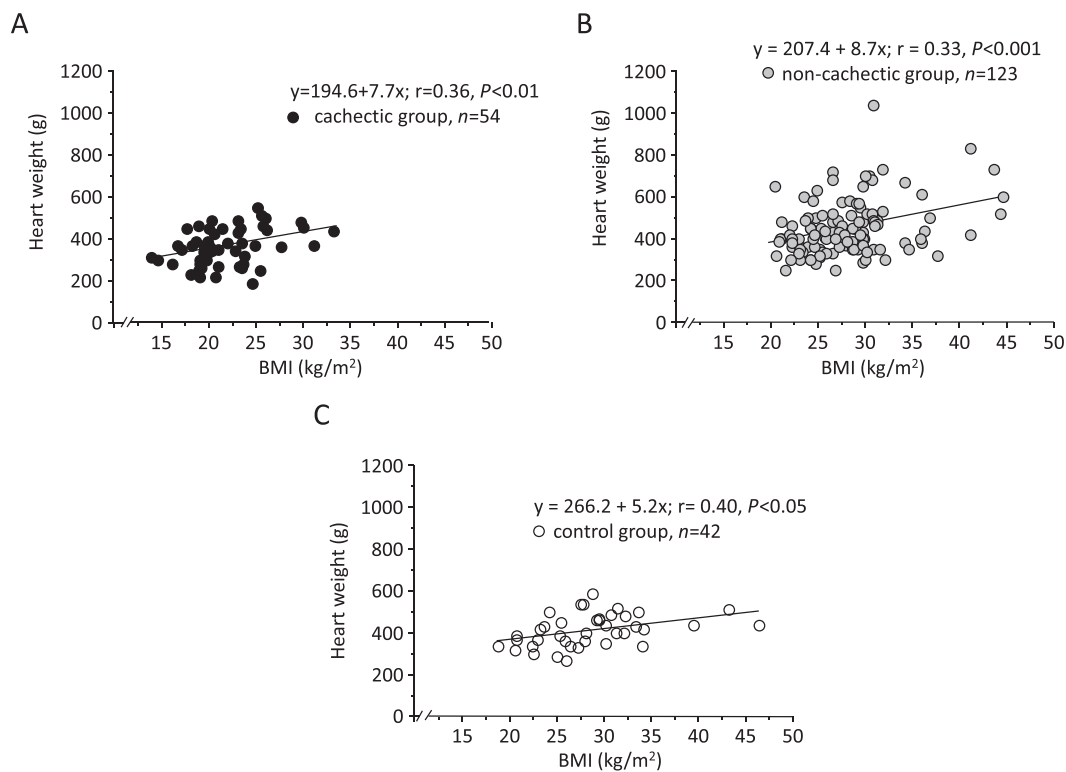 A
y=194.6+7.7x; r=0.36, P<0.01
cachectic group, n=54
Heart weight (g)
1200
1000
800
600
400
200
0
15 20 25 30 35 40 45 50
BMI (kg/m²)
B
y = 207.4 + 8.7x; r = 0.33, P<0.001
non-cachectic group, n=123
Heart weight (g)
1200
1000
800
600
400
200
0
15 20 25 30 35 40 45 50
BMI (kg/m²)
C
y = 266.2 + 5.2x; r= 0.40, P<0.05
control group, n=42
Heart weight (g)
1200
1000
800
600
400
200
0
15 20 25 30 35 40 45 50
BMI (kg/m²)